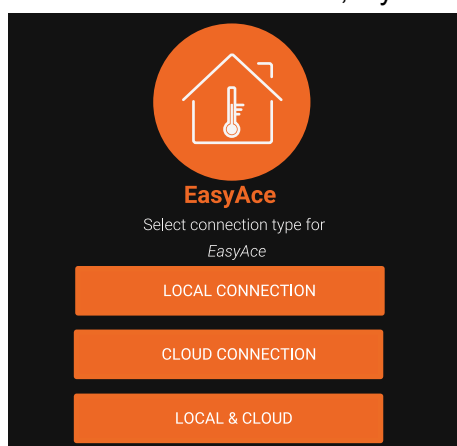 EasyAce
Select connection type for
EasyAce
LOCAL CONNECTION
CLOUD CONNECTION
LOCAL & CLOUD